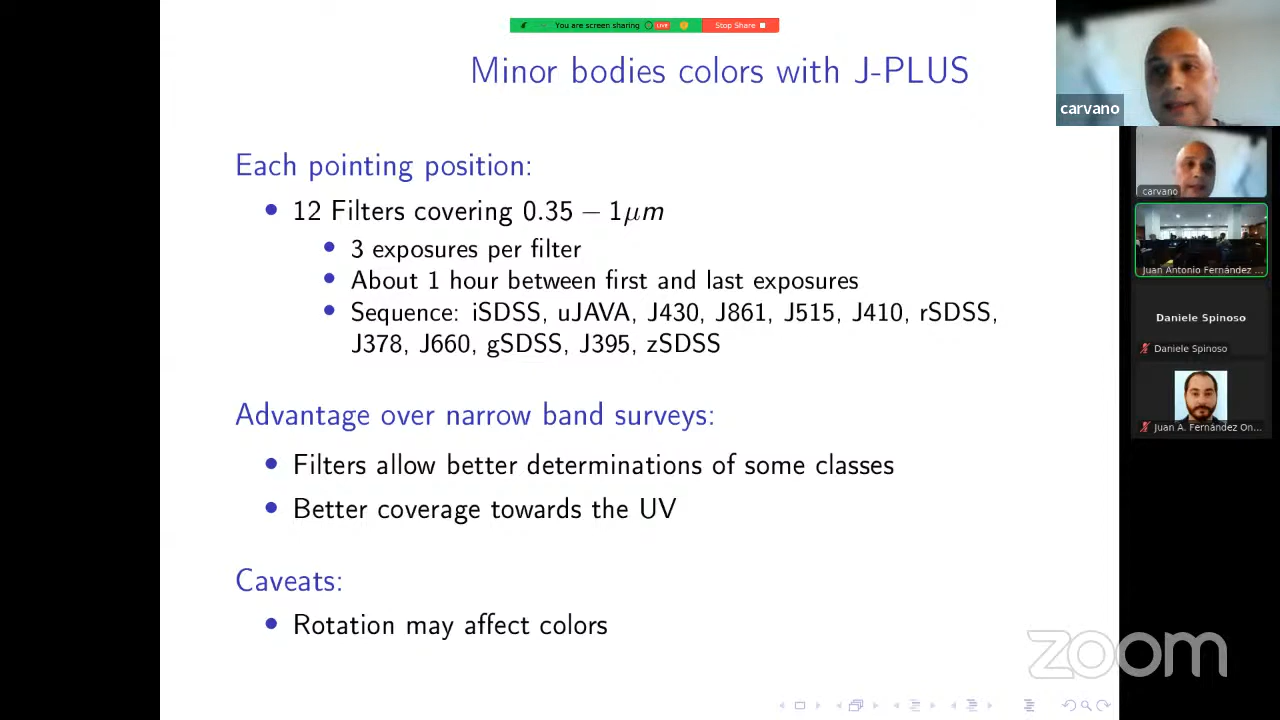 You are screen sharing LIVE Stop Share
Minor bodies colors with J-PLUS
Each pointing position:
12 Filters covering 0.35 − 1μm
3 exposures per filter
About 1 hour between first and last exposures
Sequence: iSDSS, uJAVA, J430, J861, J515, J410, rSDSS,
J378, J660, gSDSS, J395, zSDSS
Advantage over narrow band surveys:
Filters allow better determinations of some classes
Better coverage towards the UV
Caveats:
Rotation may affect colors
carvano
carvano
Juan Antonio Fernández ...
Daniele Spinoso
Daniele Spinoso
Juan A. Fernández On...
zoom